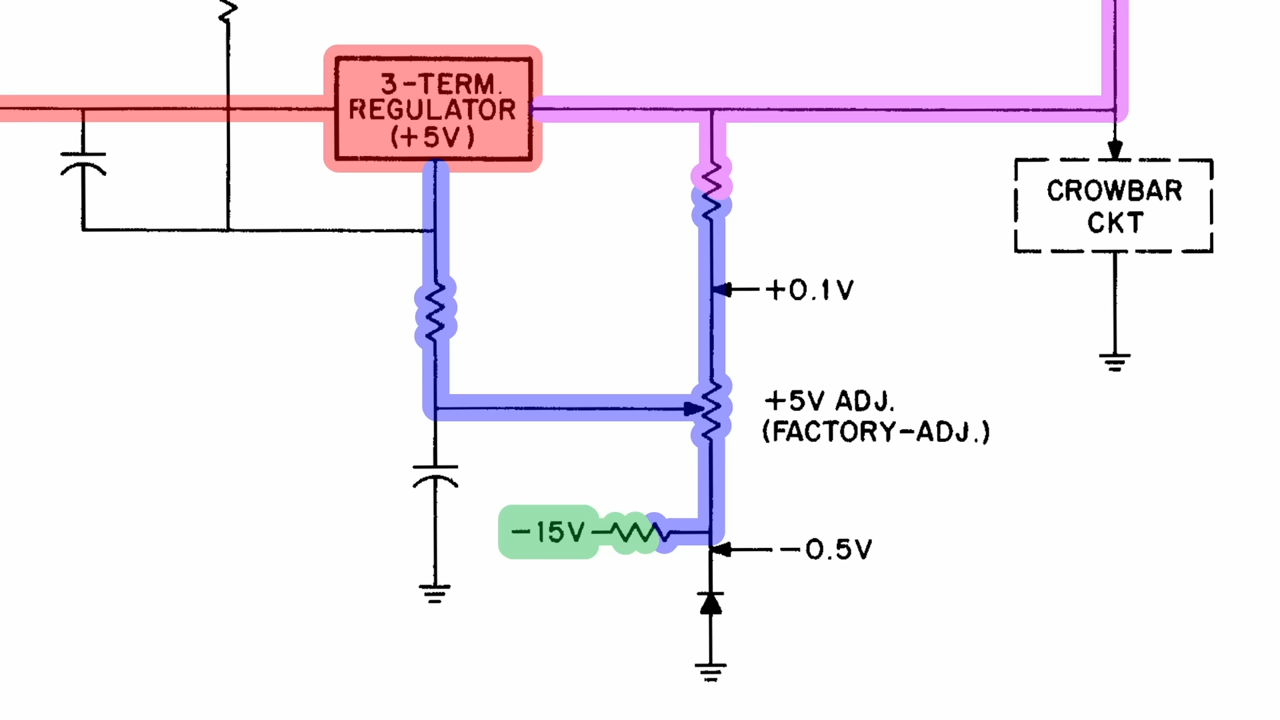 3-TERM.
REGULATOR
(+5V)
CROWBAR
CKT
+0.1V
+5V ADJ.
(FACTORY-ADJ.)
-15V
-0.5V